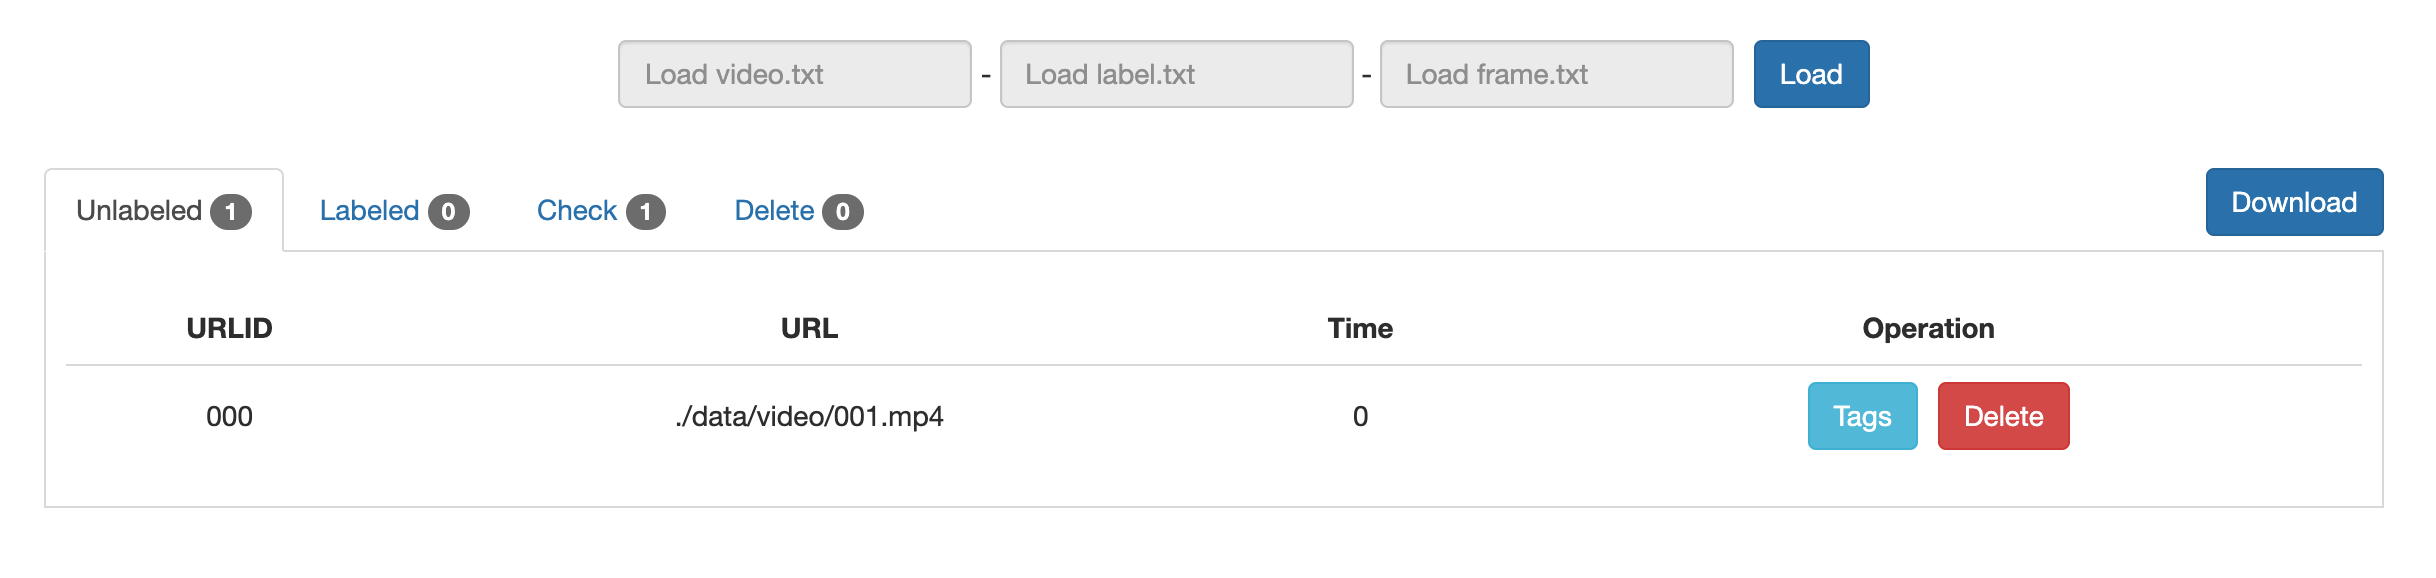 Load video.txt - Load label.txt - Load frame.txt Load
Unlabeled 1 Labeled 0 Check 1 Delete 0 Download
URLID URL Time Operation
000 ./data/video/001.mp4 0 Tags Delete